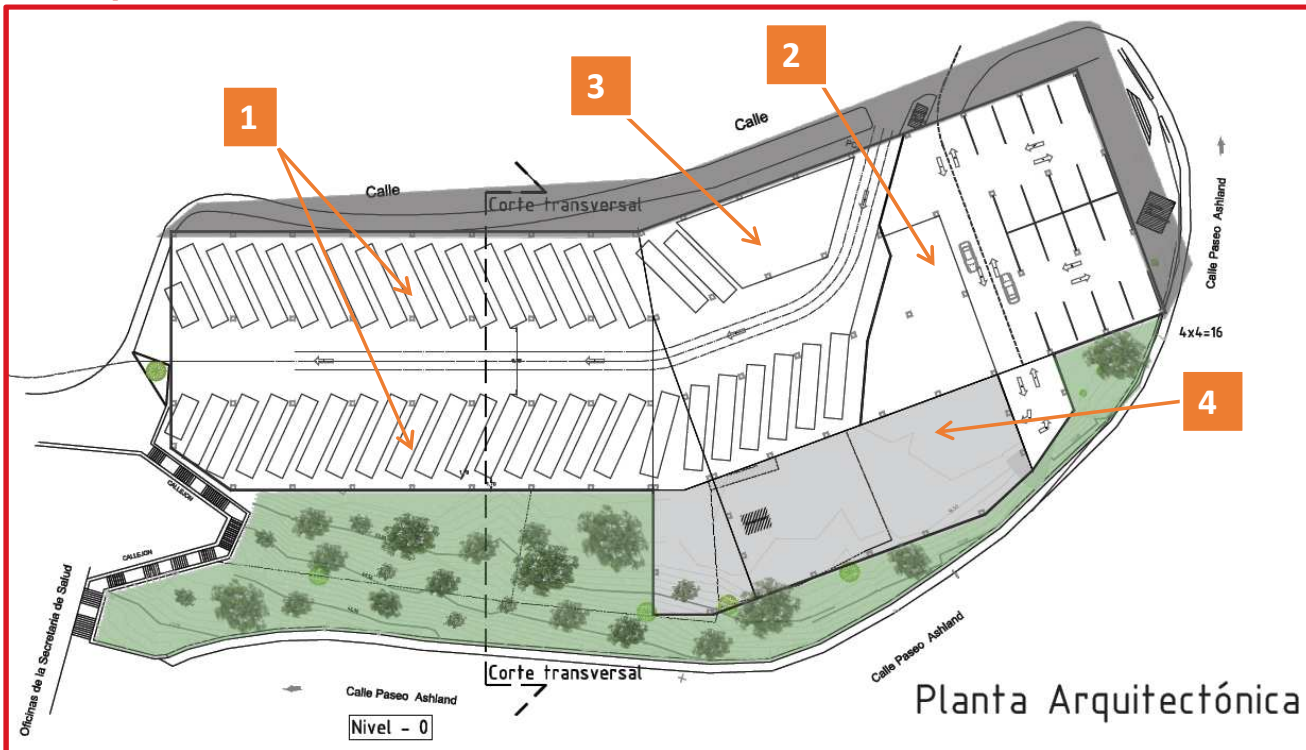 2
3
1
Calle
Calle
Corte transversal
Calle Paseo Ashland
4x4=16
4
CALLEJON
CALLEJON
Oficinas de la Secretaria de Salud
Calle Paseo Ashland
Corte transversal
Calle Paseo Ashland
Nivel - 0
Planta Arquitectónica